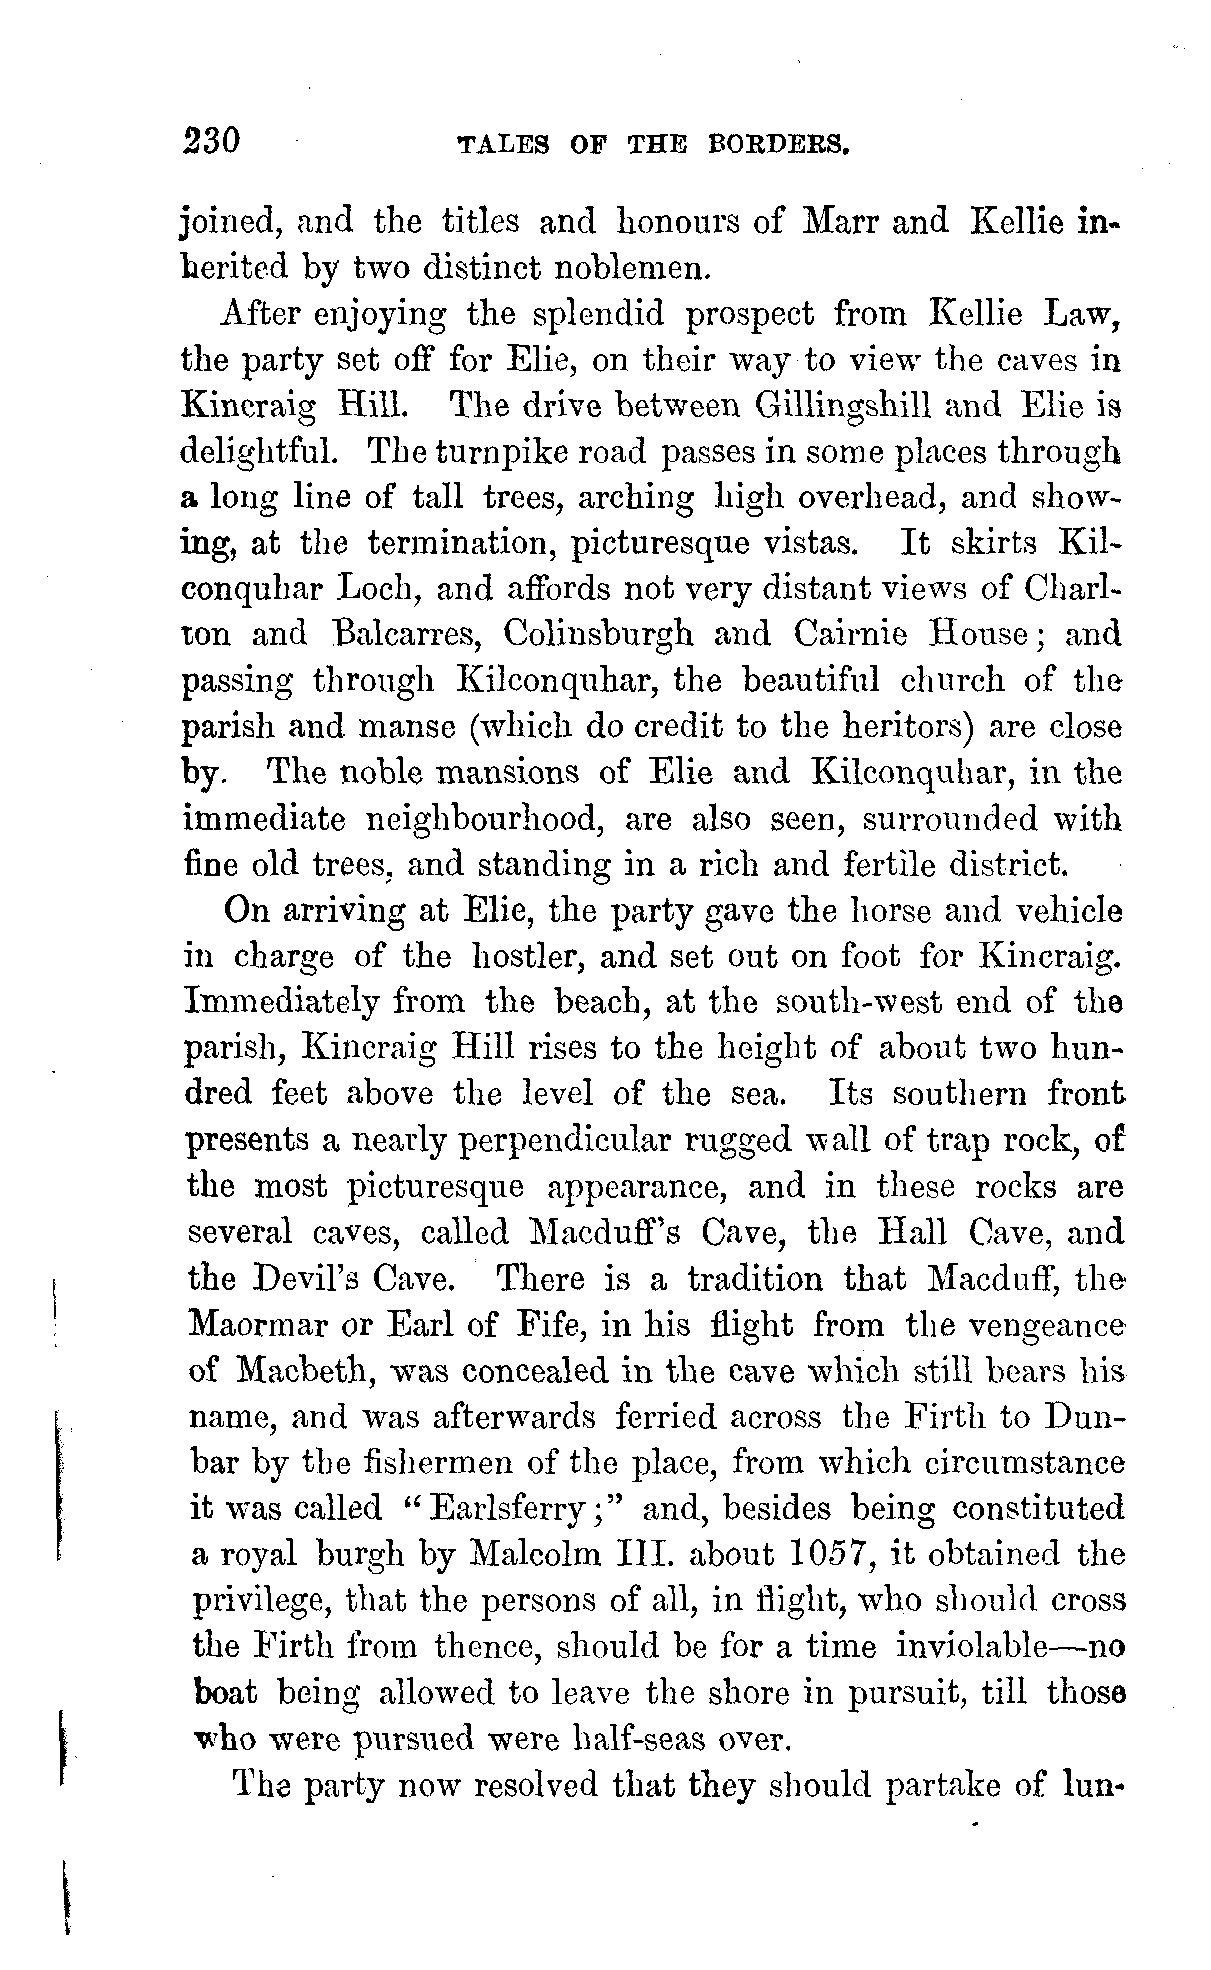 230 TALES OF THE BORDERS.
joined, and the titles and honours of Marr and Kellie in-
herited by two distinct noblemen.
After enjoying the splendid prospect from Kellie Law,
the party set off for Elie, on their way to view the caves in
Kincraig Hill. The drive between Gillingshill and Elie is
delightful. The turnpike road passes in some places through
a long line of tall trees, arching high overhead, and show-
ing, at the termination, picturesque vistas. It skirts Kil-
conquhar Loch, and affords not very distant views of Charl-
ton and Balcarres, Colinsburgh and Cairnie House; and
passing through Kilconquhar, the beautiful church of the
parish and manse (which do credit to the heritors) are close
by. The noble mansions of Elie and Kilconquhar, in the
immediate neighbourhood, are also seen, surrounded with
fine old trees, and standing in a rich and fertile district.
On arriving at Elie, the party gave the horse and vehicle
in charge of the hostler, and set out on foot for Kincraig.
Immediately from the beach, at the south-west end of the
parish, Kincraig Hill rises to the height of about two hun-
dred feet above the level of the sea. Its southern front
presents a nearly perpendicular rugged wall of trap rock, of
the most picturesque appearance, and in these rocks are
several caves, called Macduff's Cave, the Hall Cave, and
the Devil's Cave. There is a tradition that Macduff, the
Maormar or Earl of Fife, in his flight from the vengeance
of Macbeth, was concealed in the cave which still bears his
name, and was afterwards ferried across the Firth to Dun-
bar by the fishermen of the place, from which circumstance
it was called "Earlsferry;" and, besides being constituted
a royal burgh by Malcolm III. about 1057, it obtained the
privilege, that the persons of all, in flight, who should cross
the Firth from thence, should be for a time inviolable—no
boat being allowed to leave the shore in pursuit, till those
who were pursued were half-seas over.
The party now resolved that they should partake of lun-